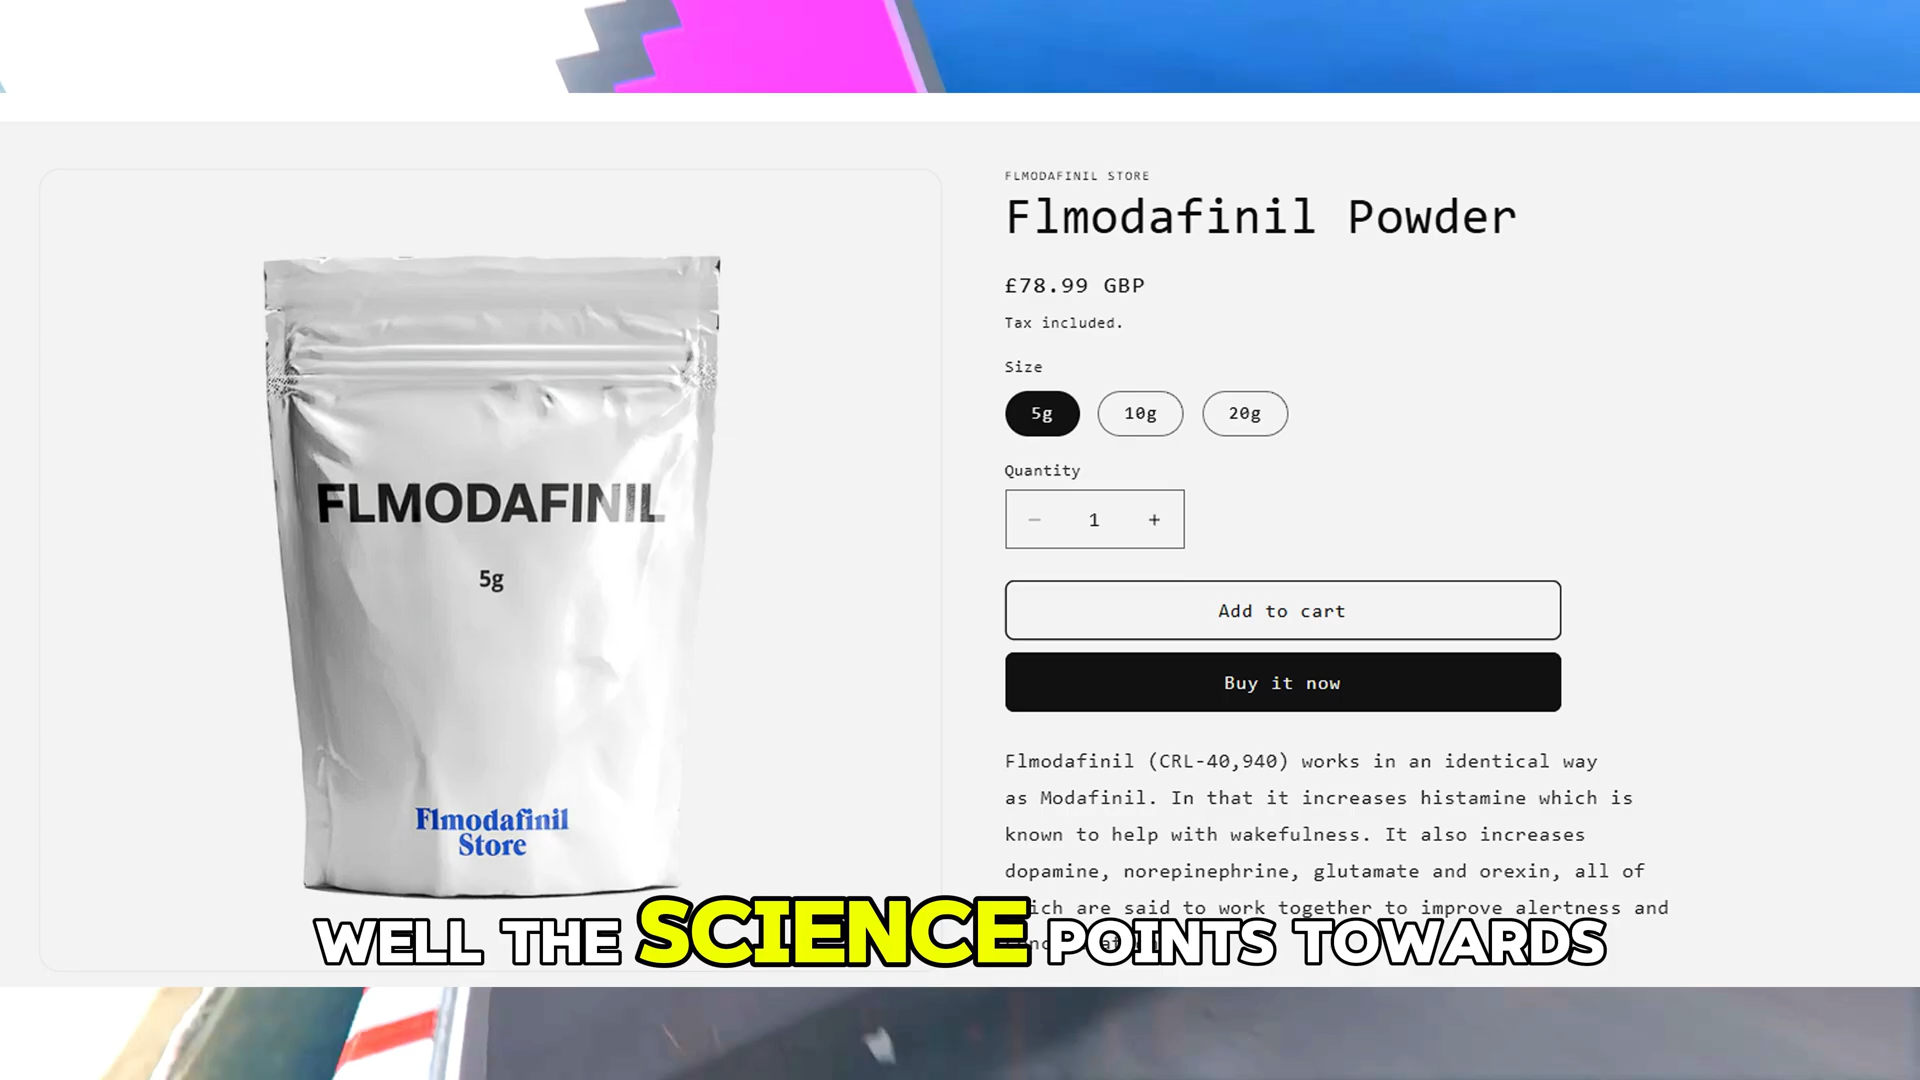 FLMODAFINIL STORE
Flmodafinil Powder
£78.99 GBP
Tax included.
Size
5g 10g 20g
Quantity
− 1 +
Add to cart
Buy it now
Flmodafinil (CRL-40,940) works in an identical way
as Modafinil. In that it increases histamine which is
known to help with wakefulness. It also increases
dopamine, norepinephrine, glutamate and orexin, all of
are said to work together to improve alertness and
FLMODAFINIL
5g
Flmodafinil
Store
WELL THE SCIENCE POINTS TOWARDS